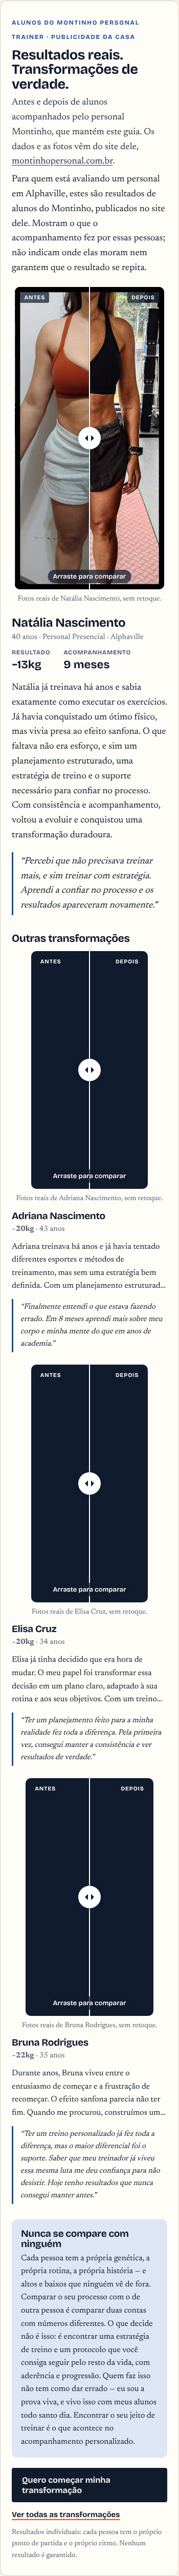 ALUNOS DO MONTINHO PERSONAL
TRAINER · PUBLICIDADE DA CASA
Resultados reais.
Transformações de
verdade.
Antes e depois de alunos
acompanhados pelo personal
Montinho, que mantém este guia. Os
dados e as fotos vêm do site dele,
montinhopersonal.com.br.
Para quem está avaliando um personal
em Alphaville, estes são resultados de
alunos do Montinho, publicados no site
dele. Mostram o que o
acompanhamento fez por essas pessoas;
não indicam onde elas moram nem
garantem que o resultado se repita.
ANTES
DEPOIS
Arraste para comparar
Fotos reais de Natália Nascimento, sem retoque.
Natália Nascimento
40 anos · Personal Presencial · Alphaville
RESULTADO
ACOMPANHAMENTO
−13kg
9 meses
Natália já treinava há anos e sabia
exatamente como executar os exercícios.
Já havia conquistado um ótimo físico,
mas vivia preso ao efeito sanfona. O que
faltava não era esforço, e sim um
planejamento estruturado, uma
estratégia de treino e o suporte
necessário para confiar no processo.
Com consistência e acompanhamento,
voltou a evoluir e conquistou uma
transformação duradoura.
“Percebi que não precisava treinar
mais, e sim treinar com estratégia.
Aprendi a confiar no processo e os
resultados apareceram novamente.”
Outras transformações
ANTES
DEPOIS
Arraste para comparar
Fotos reais de Adriana Nascimento, sem retoque.
Adriana Nascimento
−20kg · 43 anos
Adriana treinava há anos e já havia tentado
diferentes esportes e métodos de
treinamento, mas sem uma estratégia bem
definida. Com um planejamento estruturad…
“Finalmente entendi o que estava fazendo
errado. Em 8 meses aprendi mais sobre meu
corpo e minha mente do que em anos de
academia.”
ANTES
DEPOIS
Arraste para comparar
Fotos reais de Elisa Cruz, sem retoque.
Elisa Cruz
−20kg · 34 anos
Elisa já tinha decidido que era hora de
mudar. O meu papel foi transformar essa
decisão em um plano claro, adaptado à sua
rotina e aos seus objetivos. Com um treino…
“Ter um planejamento feito para a minha
realidade fez toda a diferença. Pela primeira
vez, consegui manter a consistência e ver
resultados de verdade.”
ANTES
DEPOIS
Arraste para comparar
Fotos reais de Bruna Rodrigues, sem retoque.
Bruna Rodrigues
−22kg · 35 anos
Durante anos, Bruna viveu entre o
entusiasmo de começar e a frustração de
recomeçar. O efeito sanfona parecia não ter
fim. Quando me procurou, construímos um…
“Ter um treino personalizado já fez toda a
diferença, mas o maior diferencial foi o
suporte. Saber que meu treinador já viveu
essa mesma luta me deu confiança para não
desistir. Hoje tenho resultados que nunca
consegui manter antes.”
Nunca se compare com
ninguém
Cada pessoa tem a própria genética, a
própria rotina, a própria história — e
altos e baixos que ninguém vê de fora.
Comparar o seu processo com o de
outra pessoa é comparar duas contas
com números diferentes. O que decide
não é isso: é encontrar uma estratégia
de treino e um protocolo que você
consiga seguir pelo resto da vida, com
aderência e progressão. Quem faz isso
não tem como dar errado — eu sou a
prova viva, e vivo isso com meus alunos
todo santo dia. Encontrar o seu jeito de
treinar é o que acontece no
acompanhamento personalizado.
Quero começar minha
transformação
Ver todas as transformações
Resultados individuais: cada pessoa tem o próprio
ponto de partida e o próprio ritmo. Nenhum
resultado é garantido.